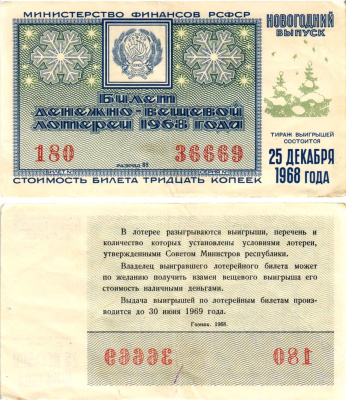 МИНИСТЕРСТВО ФИНАНСОВ РСФСР
НОВОГОДНИЙ
ВЫПУСК
Билет
денежно-вещевой
лотереи 1968 года
180 36669
РАЗРЯД
СТОИМОСТЬ БИЛЕТА ТРИДЦАТЬ КОПЕЕК
ТИРАЖ ВЫИГРЫШЕЙ
СОСТОИТСЯ
25 ДЕКАБРЯ
1968 ГОДА
В лотерее разыгрываются выигрыши, перечень и
количество которых установлены условиями лотереи,
утвержденными Советом Министров республики.
Владелец выигравшего лотерейного билета может
по желанию получить взамен вещевого выигрыша его
стоимость наличными деньгами.
Выдача выигрышей по лотерейным билетам произ-
водится до 30 июня 1969 года.
Гознак. 1968.
36669 180